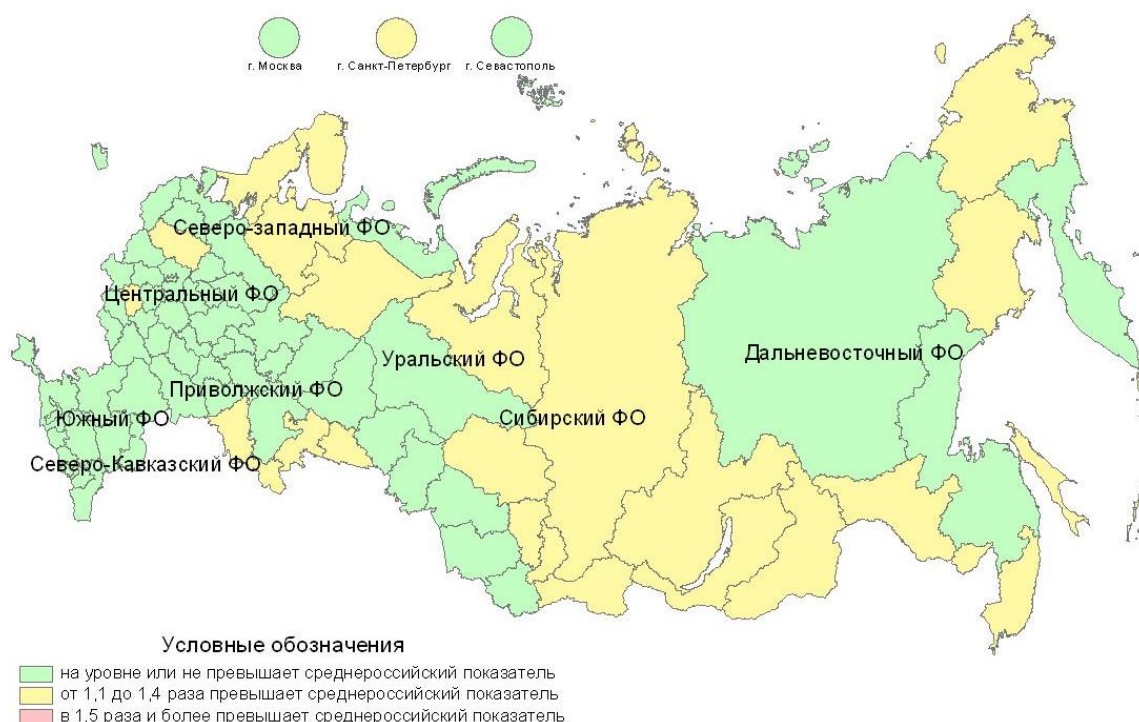 г. Москва
г. Санкт-Петербург
г. Севастополь
Северо-западный ФО
Центральный ФО
Уральский ФО
Дальневосточный ФО
Приволжский ФО
Южный ФО
Сибирский ФО
Северо-Кавказский ФО
Условные обозначения
на уровне или не превышает среднероссийский показатель
от 1,1 до 1,4 раза превышает среднероссийский показатель
в 1,5 раза и более превышает среднероссийский показатель